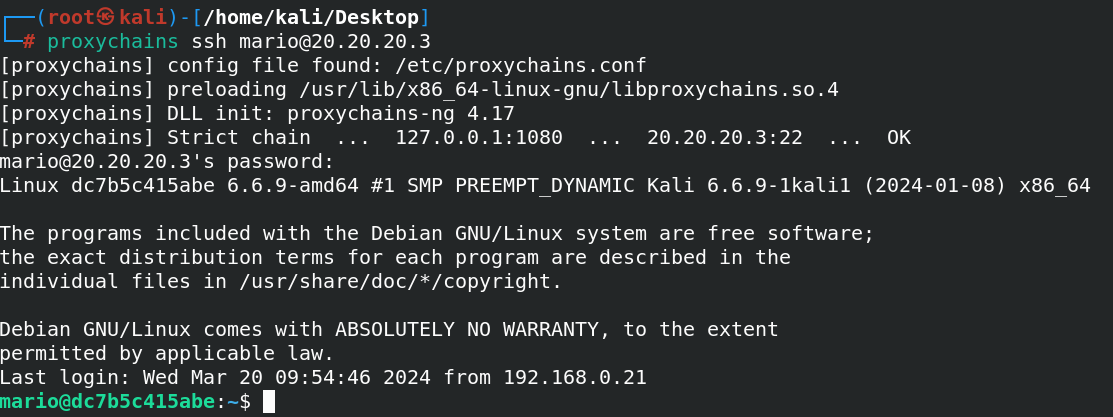 ┌──(root㉿kali)-[/home/kali/Desktop]
└─# proxychains ssh mario@20.20.20.3
[proxychains] config file found: /etc/proxychains.conf
[proxychains] preloading /usr/lib/x86_64-linux-gnu/libproxychains.so.4
[proxychains] DLL init: proxychains-ng 4.17
[proxychains] Strict chain  ...  127.0.0.1:1080  ...  20.20.20.3:22  ...  OK
mario@20.20.20.3's password:
Linux dc7b5c415abe 6.6.9-amd64 #1 SMP PREEMPT_DYNAMIC Kali 6.6.9-1kali1 (2024-01-08) x86_64

The programs included with the Debian GNU/Linux system are free software;
the exact distribution terms for each program are described in the
individual files in /usr/share/doc/*/copyright.

Debian GNU/Linux comes with ABSOLUTELY NO WARRANTY, to the extent
permitted by applicable law.
Last login: Wed Mar 20 09:54:46 2024 from 192.168.0.21
mario@dc7b5c415abe:~$